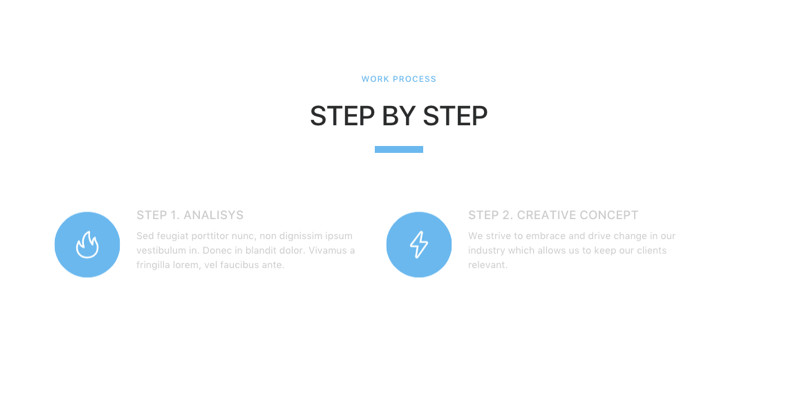 WORK PROCESS
STEP BY STEP
STEP 1. ANALISYS
Sed feugiat porttitor nunc, non dignissim ipsum
vestibulum in. Donec in blandit dolor. Vivamus a
fringilla lorem, vel faucibus ante.
STEP 2. CREATIVE CONCEPT
We strive to embrace and drive change in our
industry which allows us to keep our clients
relevant.